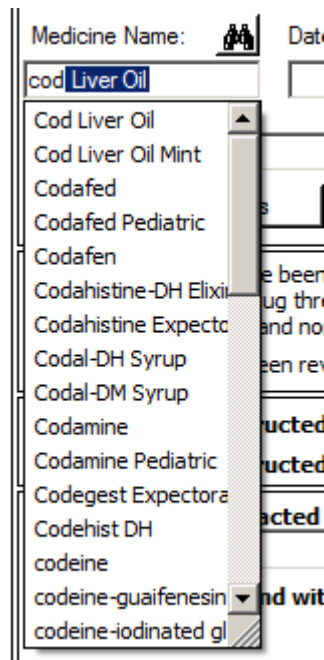 Medicine Name: Date
cod Liver Oil
Cod Liver Oil
Cod Liver Oil Mint
Codafed
Codafed Pediatric
s
Codafen
e been
Codahistine-DH Elixi
ug thr
Codahistine Expecto
and no
Codal-DH Syrup
een rev
Codal-DM Syrup
Codamine
ucted
Codamine Pediatric
ucted
Codegest Expectora
acted
Codehist DH
codeine
codeine-guaifenesin
nd wit
codeine-iodinated gl